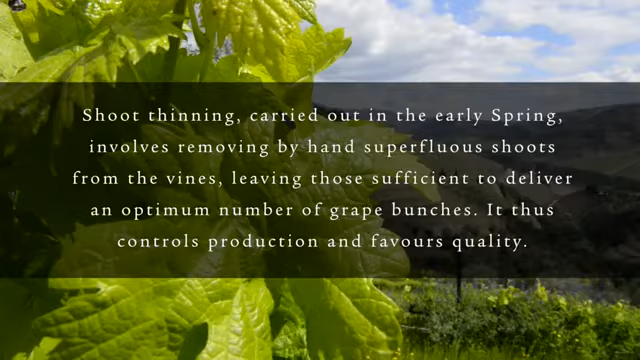 Shoot thinning, carried out in the early Spring,
involves removing by hand superfluous shoots
from the vines, leaving those sufficient to deliver
an optimum number of grape bunches. It thus
controls production and favours quality.